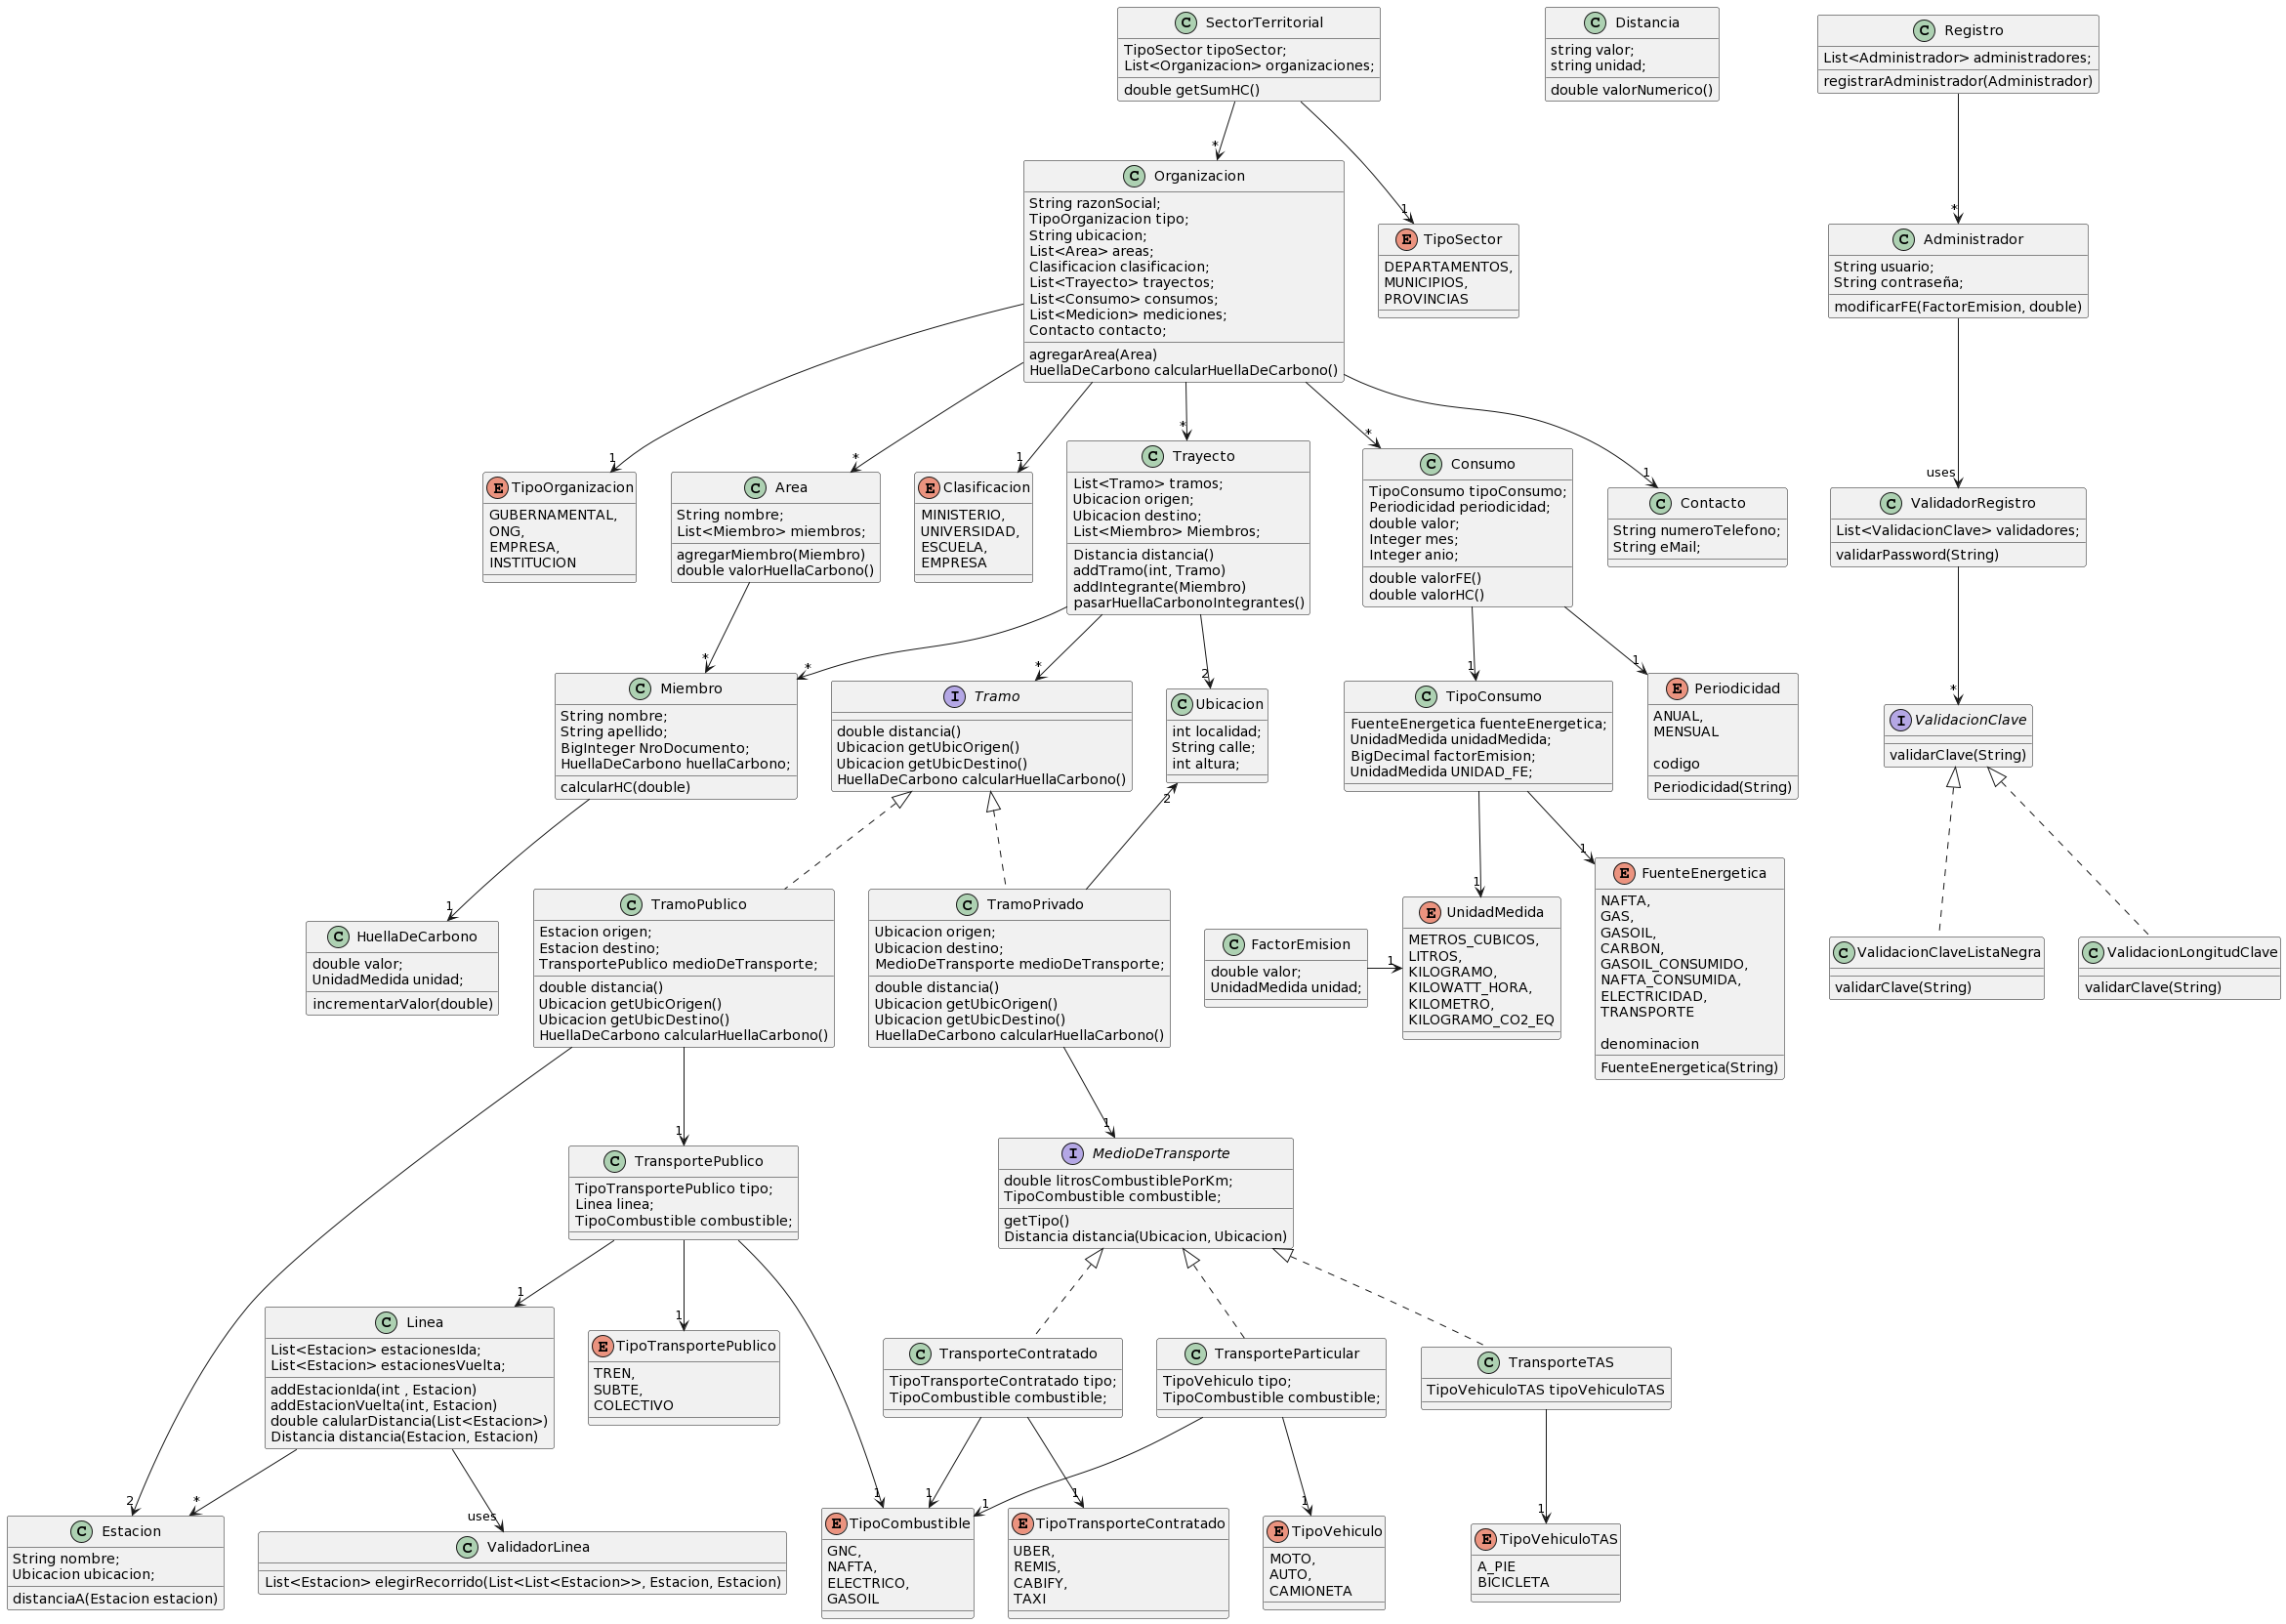 C SectorTerritorial
TipoSector tipoSector;
List<Organizacion> organizaciones;
double getSumHC()
C Distancia
string valor;
string unidad;
double valorNumerico()
C Registro
List<Administrador> administradores;
registrarAdministrador(Administrador)
*
1
*
C Organizacion
String razonSocial;
TipoOrganizacion tipo;
String ubicacion;
List<Area> areas;
Clasificacion clasificacion;
List<Trayecto> trayectos;
List<Consumo> consumos;
List<Medicion> mediciones;
Contacto contacto;
agregarArea(Area)
HuellaDeCarbono calcularHuellaDeCarbono()
E TipoSector
DEPARTAMENTOS,
MUNICIPIOS,
PROVINCIAS
C Administrador
String usuario;
String contraseña;
modificarFE(FactorEmision, double)
1
*
1
*
*
1
uses
E TipoOrganizacion
GUBERNAMENTAL,
ONG,
EMPRESA,
INSTITUCION
C Area
String nombre;
List<Miembro> miembros;
agregarMiembro(Miembro)
double valorHuellaCarbono()
E Clasificacion
MINISTERIO,
UNIVERSIDAD,
ESCUELA,
EMPRESA
C Trayecto
List<Tramo> tramos;
Ubicacion origen;
Ubicacion destino;
List<Miembro> Miembros;
Distancia distancia()
addTramo(int, Tramo)
addIntegrante(Miembro)
pasarHuellaCarbonoIntegrantes()
C Consumo
TipoConsumo tipoConsumo;
Periodicidad periodicidad;
double valor;
Integer mes;
Integer anio;
double valorFE()
double valorHC()
C Contacto
String numeroTelefono;
String eMail;
C ValidadorRegistro
List<ValidacionClave> validadores;
validarPassword(String)
*
*
*
2
1
1
*
C Miembro
String nombre;
String apellido;
BigInteger NroDocumento;
HuellaDeCarbono huellaCarbono;
calcularHC(double)
I Tramo
double distancia()
Ubicacion getUbicOrigen()
Ubicacion getUbicDestino()
HuellaDeCarbono calcularHuellaCarbono()
C Ubicacion
int localidad;
String calle;
int altura;
C TipoConsumo
FuenteEnergetica fuenteEnergetica;
UnidadMedida unidadMedida;
BigDecimal factorEmision;
UnidadMedida UNIDAD_FE;
E Periodicidad
ANUAL,
MENSUAL
codigo
Periodicidad(String)
I ValidacionClave
validarClave(String)
2
1
1
1
C HuellaDeCarbono
double valor;
UnidadMedida unidad;
incrementarValor(double)
C TramoPublico
Estacion origen;
Estacion destino;
TransportePublico medioDeTransporte;
double distancia()
Ubicacion getUbicOrigen()
Ubicacion getUbicDestino()
HuellaDeCarbono calcularHuellaCarbono()
C TramoPrivado
Ubicacion origen;
Ubicacion destino;
MedioDeTransporte medioDeTransporte;
double distancia()
Ubicacion getUbicOrigen()
Ubicacion getUbicDestino()
HuellaDeCarbono calcularHuellaCarbono()
C FactorEmision
double valor;
UnidadMedida unidad;
1
E UnidadMedida
METROS_CUBICOS,
LITROS,
KILOGRAMO,
KILOWATT_HORA,
KILOMETRO,
KILOGRAMO_CO2_EQ
E FuenteEnergetica
NAFTA,
GAS,
GASOIL,
CARBON,
GASOIL_CONSUMIDO,
NAFTA_CONSUMIDA,
ELECTRICIDAD,
TRANSPORTE
denominacion
FuenteEnergetica(String)
C ValidacionClaveListaNegra
validarClave(String)
C ValidacionLongitudClave
validarClave(String)
1
1
C TransportePublico
TipoTransportePublico tipo;
Linea linea;
TipoCombustible combustible;
I MedioDeTransporte
double litrosCombustiblePorKm;
TipoCombustible combustible;
getTipo()
Distancia distancia(Ubicacion, Ubicacion)
1
1
C Linea
List<Estacion> estacionesIda;
List<Estacion> estacionesVuelta;
addEstacionIda(int , Estacion)
addEstacionVuelta(int, Estacion)
double calularDistancia(List<Estacion>)
Distancia distancia(Estacion, Estacion)
E TipoTransportePublico
TREN,
SUBTE,
COLECTIVO
C TransporteContratado
TipoTransporteContratado tipo;
TipoCombustible combustible;
C TransporteParticular
TipoVehiculo tipo;
TipoCombustible combustible;
C TransporteTAS
TipoVehiculoTAS tipoVehiculoTAS
2
*
uses
1
1
1
1
1
1
C Estacion
String nombre;
Ubicacion ubicacion;
distanciaA(Estacion estacion)
C ValidadorLinea
List<Estacion> elegirRecorrido(List<List<Estacion>>, Estacion, Estacion)
E TipoCombustible
GNC,
NAFTA,
ELECTRICO,
GASOIL
E TipoTransporteContratado
UBER,
REMIS,
CABIFY,
TAXI
E TipoVehiculo
MOTO,
AUTO,
CAMIONETA
E TipoVehiculoTAS
A_PIE
BICICLETA